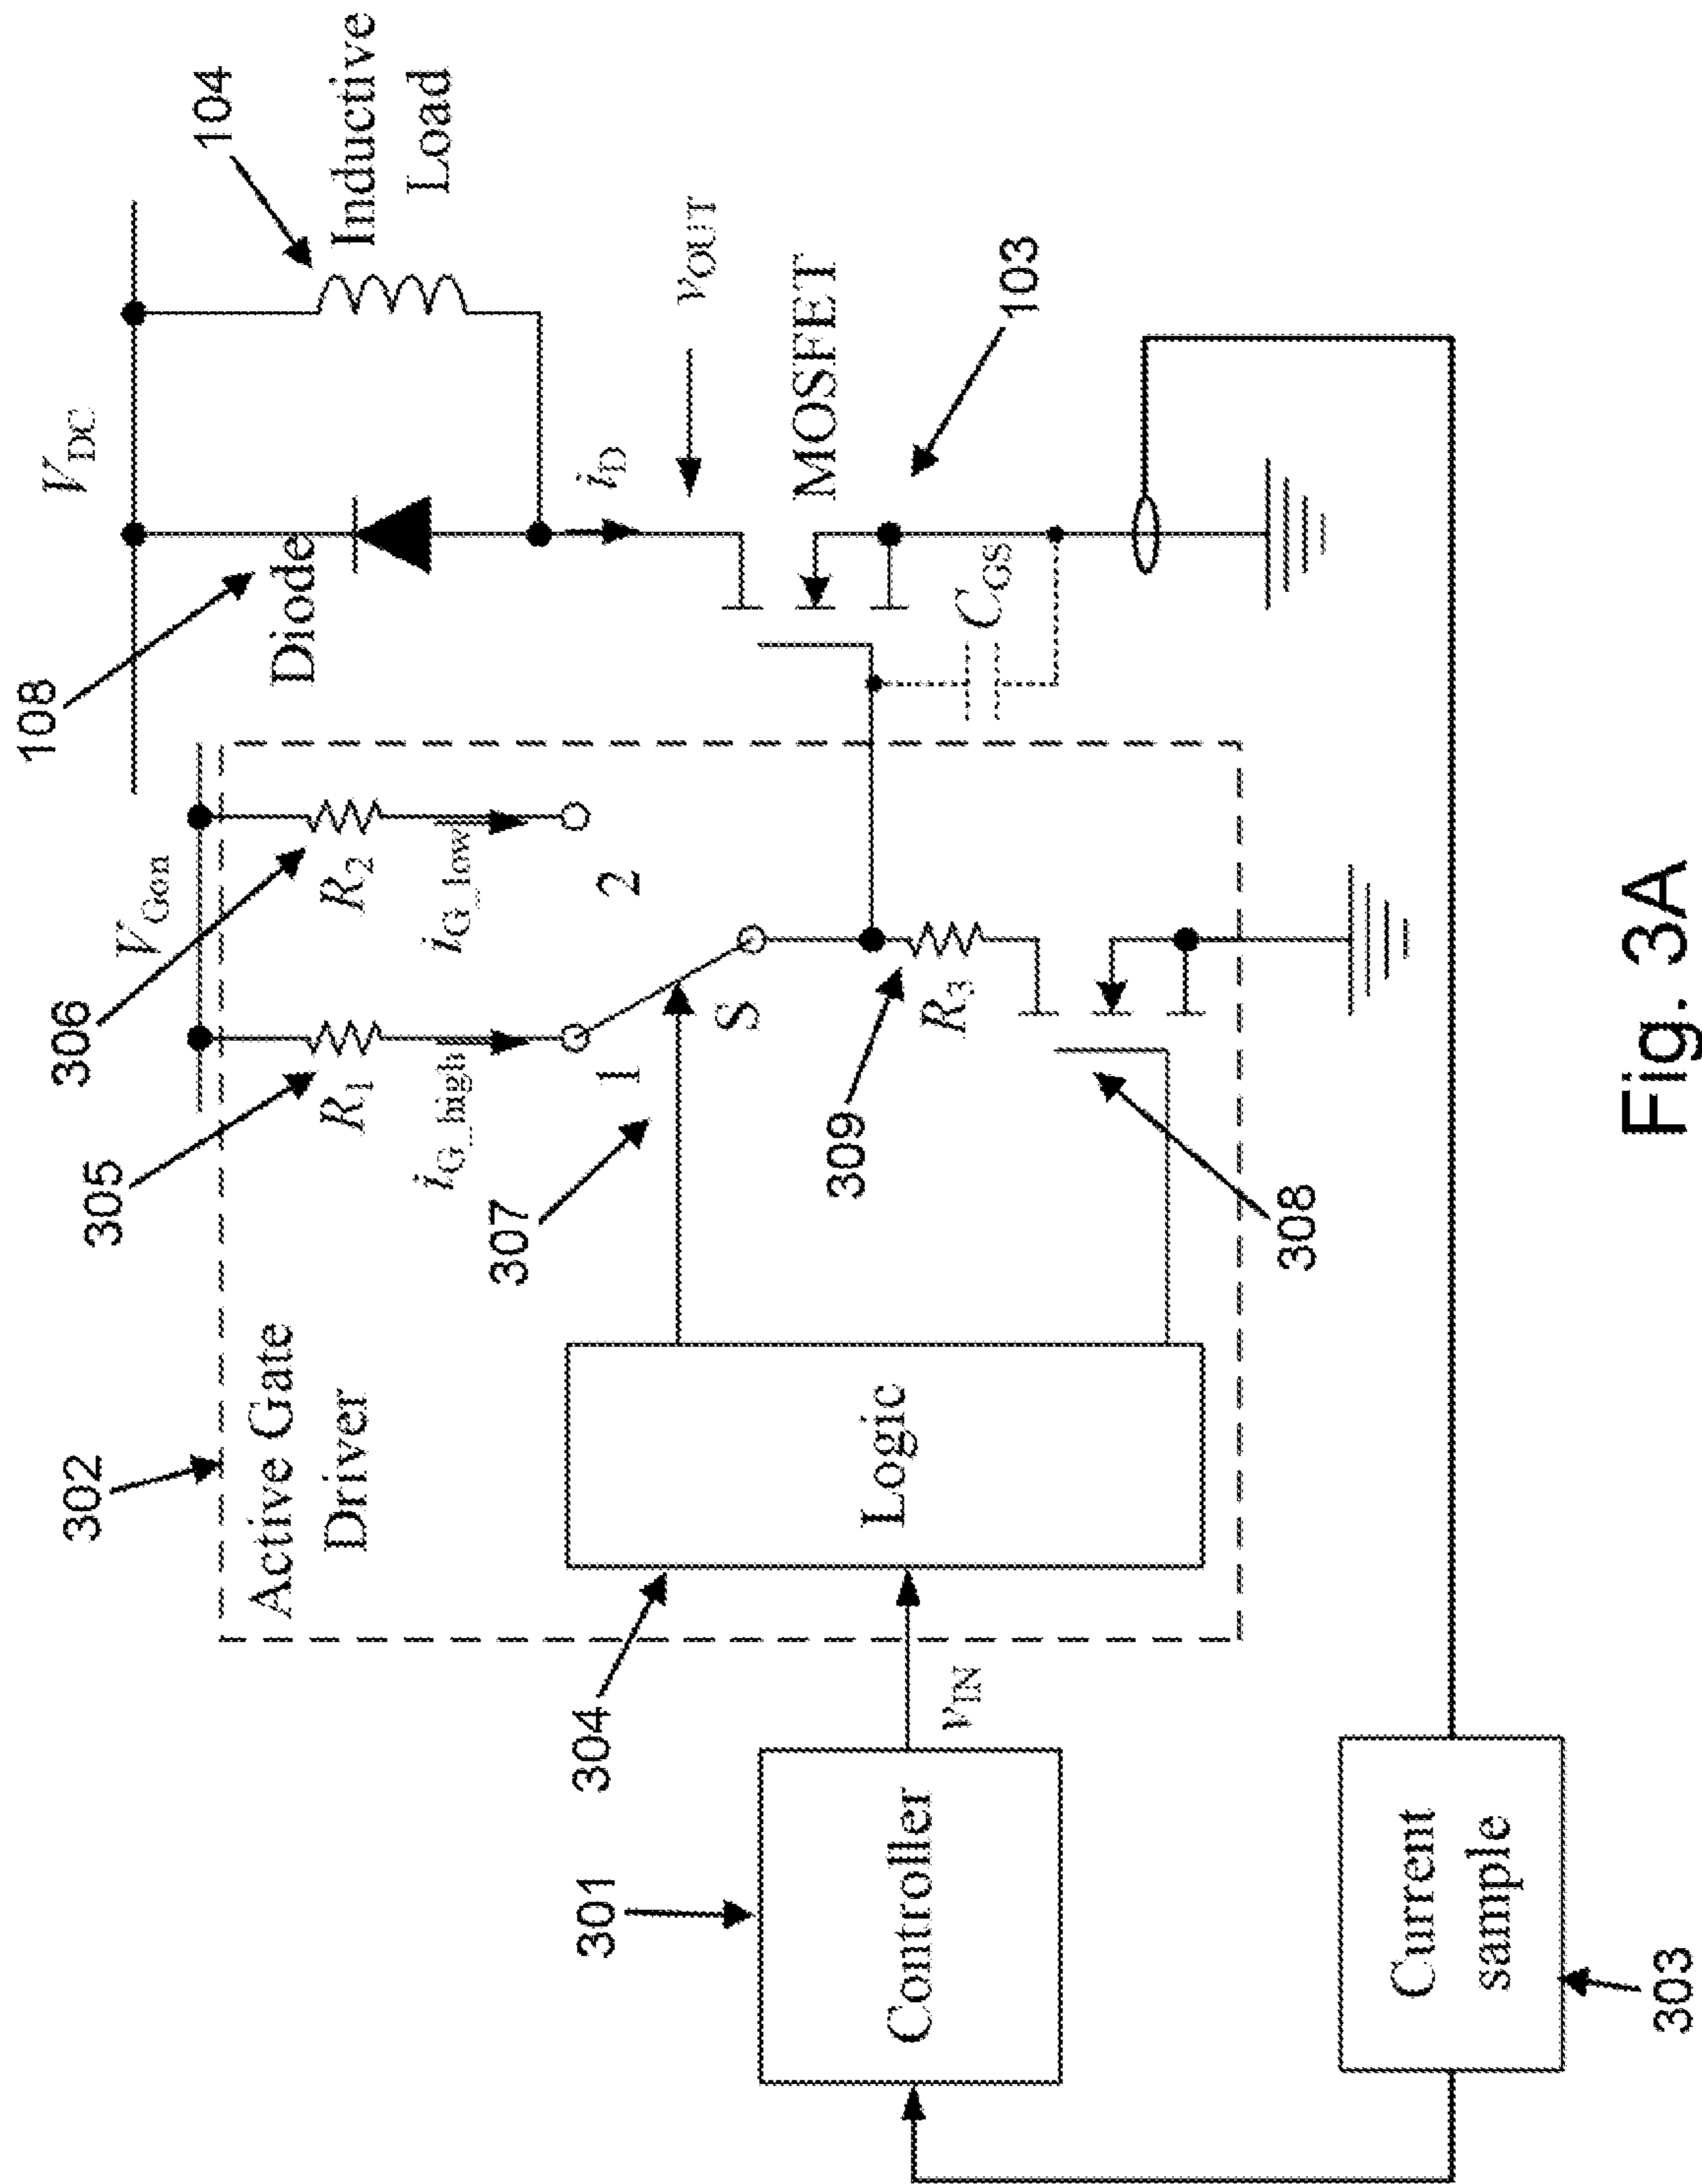 108
V_DC
104
Diode
Inductive
Load
i_D
v_OUT
MOSFET
103
C_GS
302
Active Gate
Driver
305
306
V_Gon
R_1
R_2
i_G_high
i_G_low
307
1
2
S
309
R_3
308
304
Logic
v_IN
301
Controller
Current
sample
303
Fig. 3A